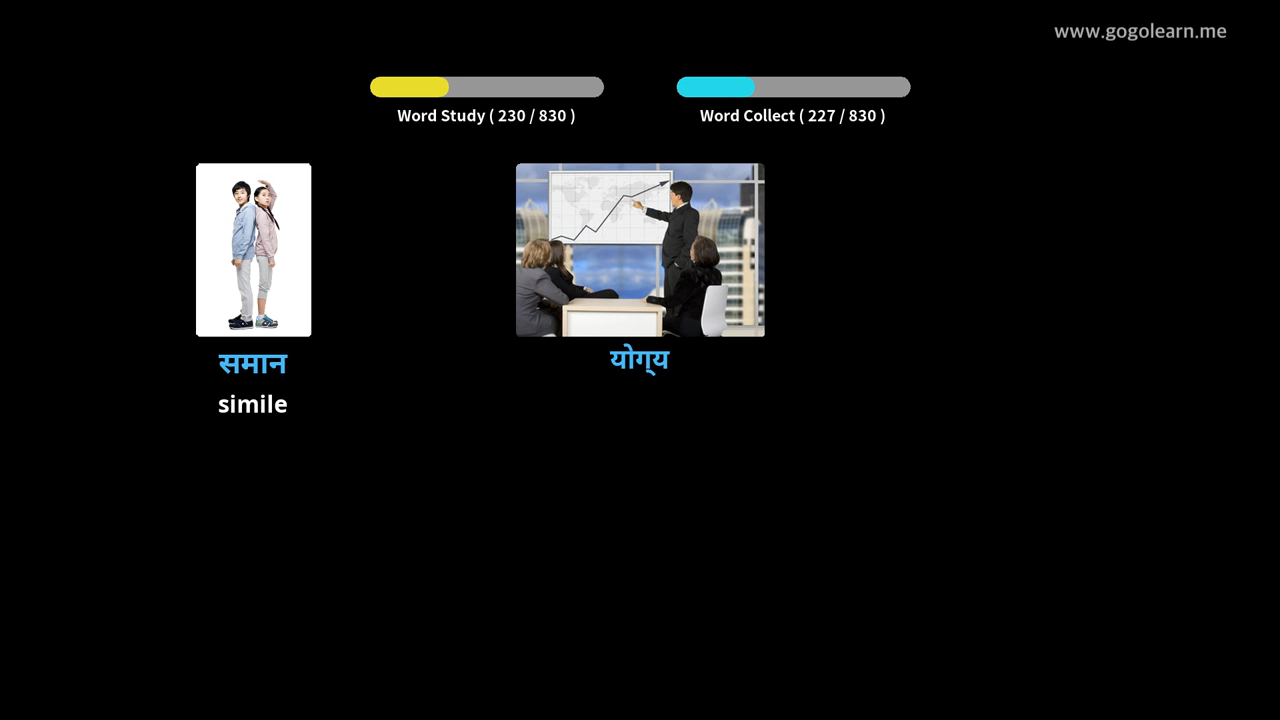 www.gogolearn.me
Word Study ( 230 / 830 )
Word Collect ( 227 / 830 )
समान
simile
योग्‍य